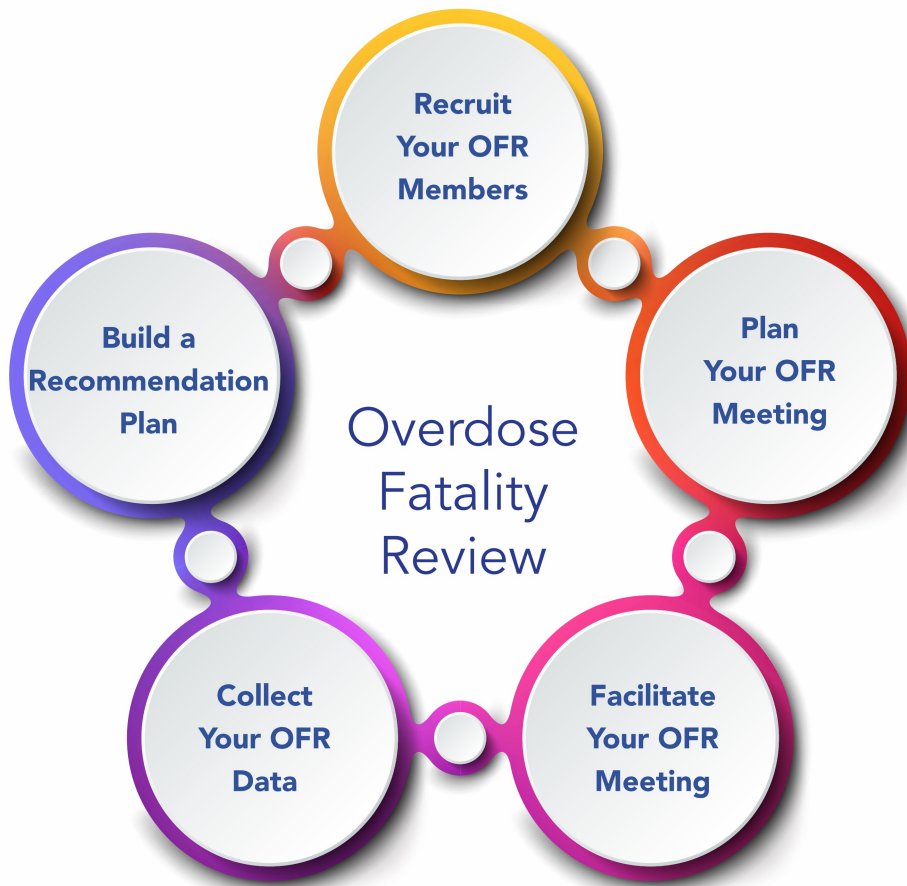 Recruit
Your OFR
Members
Plan
Your OFR
Meeting
Facilitate
Your OFR
Meeting
Collect
Your OFR
Data
Build a
Recommendation
Plan
Overdose
Fatality
Review